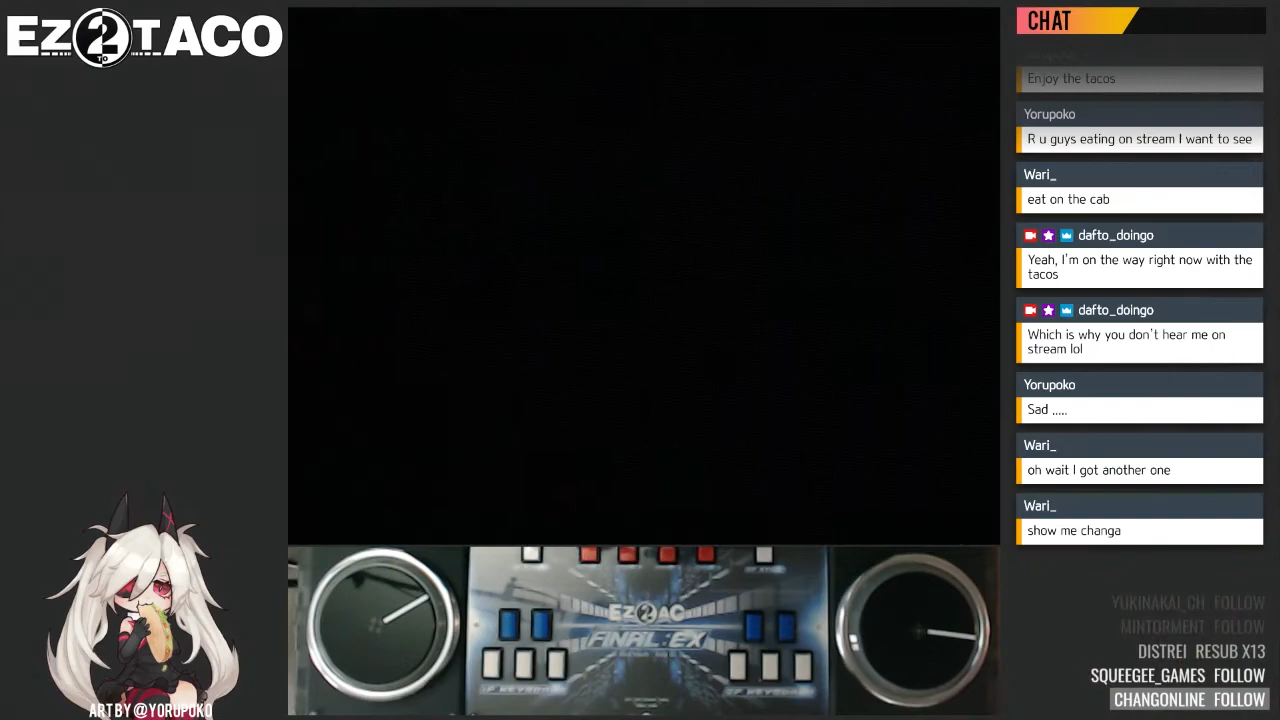 EZ2TACO
TO
CHAT
Enjoy the tacos
Yorupoko
R u guys eating on stream I want to see
Wari_
eat on the cab
dafto_doingo
Yeah, I'm on the way right now with the
tacos
dafto_doingo
Which is why you don't hear me on
stream lol
Yorupoko
Sad .....
Wari_
oh wait I got another one
Wari_
show me changa
YUKINAKAI_CH FOLLOW
MINTORMENT FOLLOW
DISTREI RESUB X13
SQUEEGEE_GAMES FOLLOW
CHANGONLINE FOLLOW
EZ2AC
FINAL:EX
ART BY @YORUPOKO